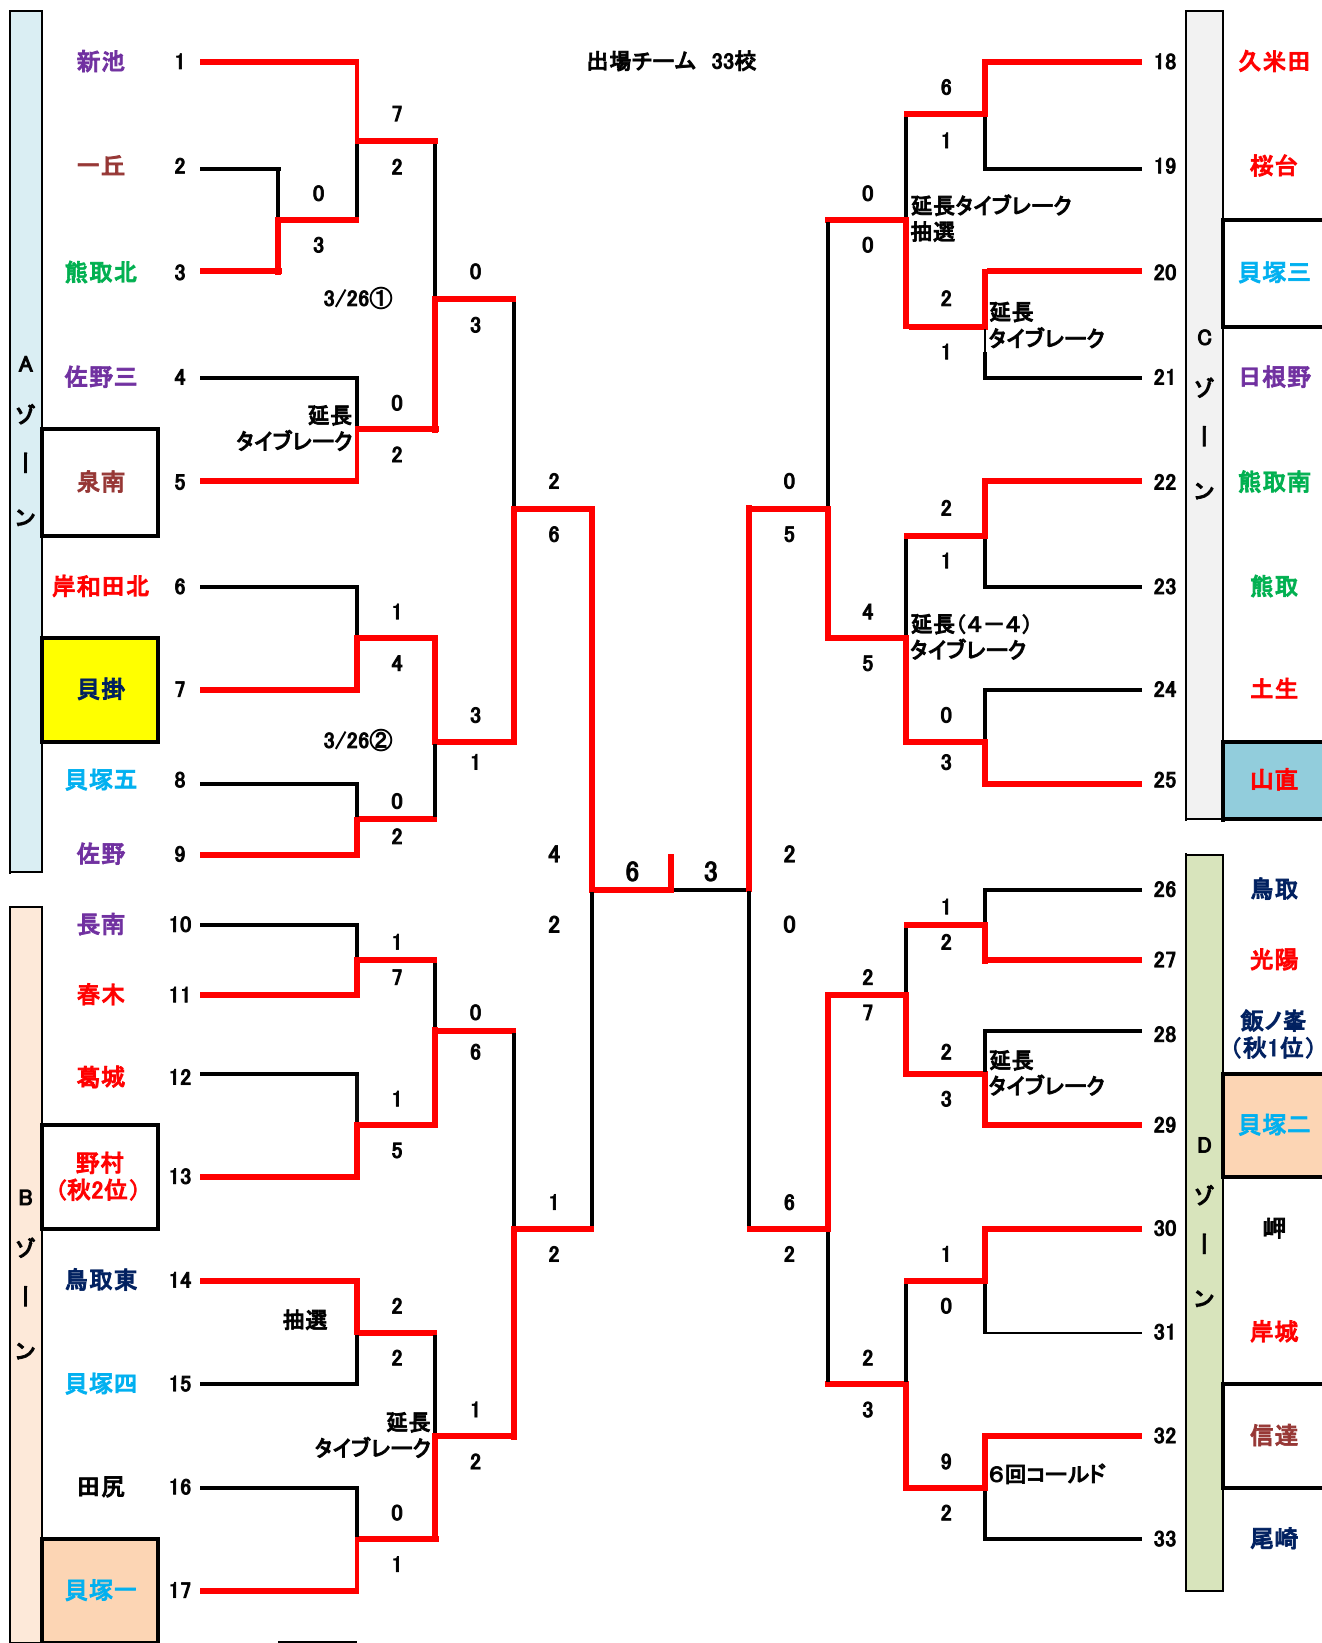 出場チーム 33校
Aゾーン
新池 1
7
一丘 2
2
0
3
熊取北 3
3/26①
0
3
佐野三 4
延長
タイブレーク
0
2
泉南 5
2
6
岸和田北 6
1
4
貝掛 7
3/26②
3
1
貝塚五 8
0
2
佐野 9
4
2
6
3
Bゾーン
長南 10
1
7
春木 11
0
6
葛城 12
1
5
野村
(秋2位)
13
1
2
鳥取東 14
抽選
2
2
貝塚四 15
延長
タイブレーク
1
2
田尻 16
0
1
貝塚一 17
Cゾーン
18 久米田
6
1
19 桜台
0
0
延長タイブレーク
抽選
20 貝塚三
2
1
延長
タイブレーク
21 日根野
0
5
22 熊取南
2
1
23 熊取
4
5
延長(4-4)
タイブレーク
24 土生
0
3
25 山直
2
0
Dゾーン
26 鳥取
1
2
27 光陽
2
7
28 飯ノ峯
(秋1位)
2
3
延長
タイブレーク
29 貝塚二
6
2
30 岬
1
0
31 岸城
2
3
32 信達
9
2
6回コールド
33 尾崎